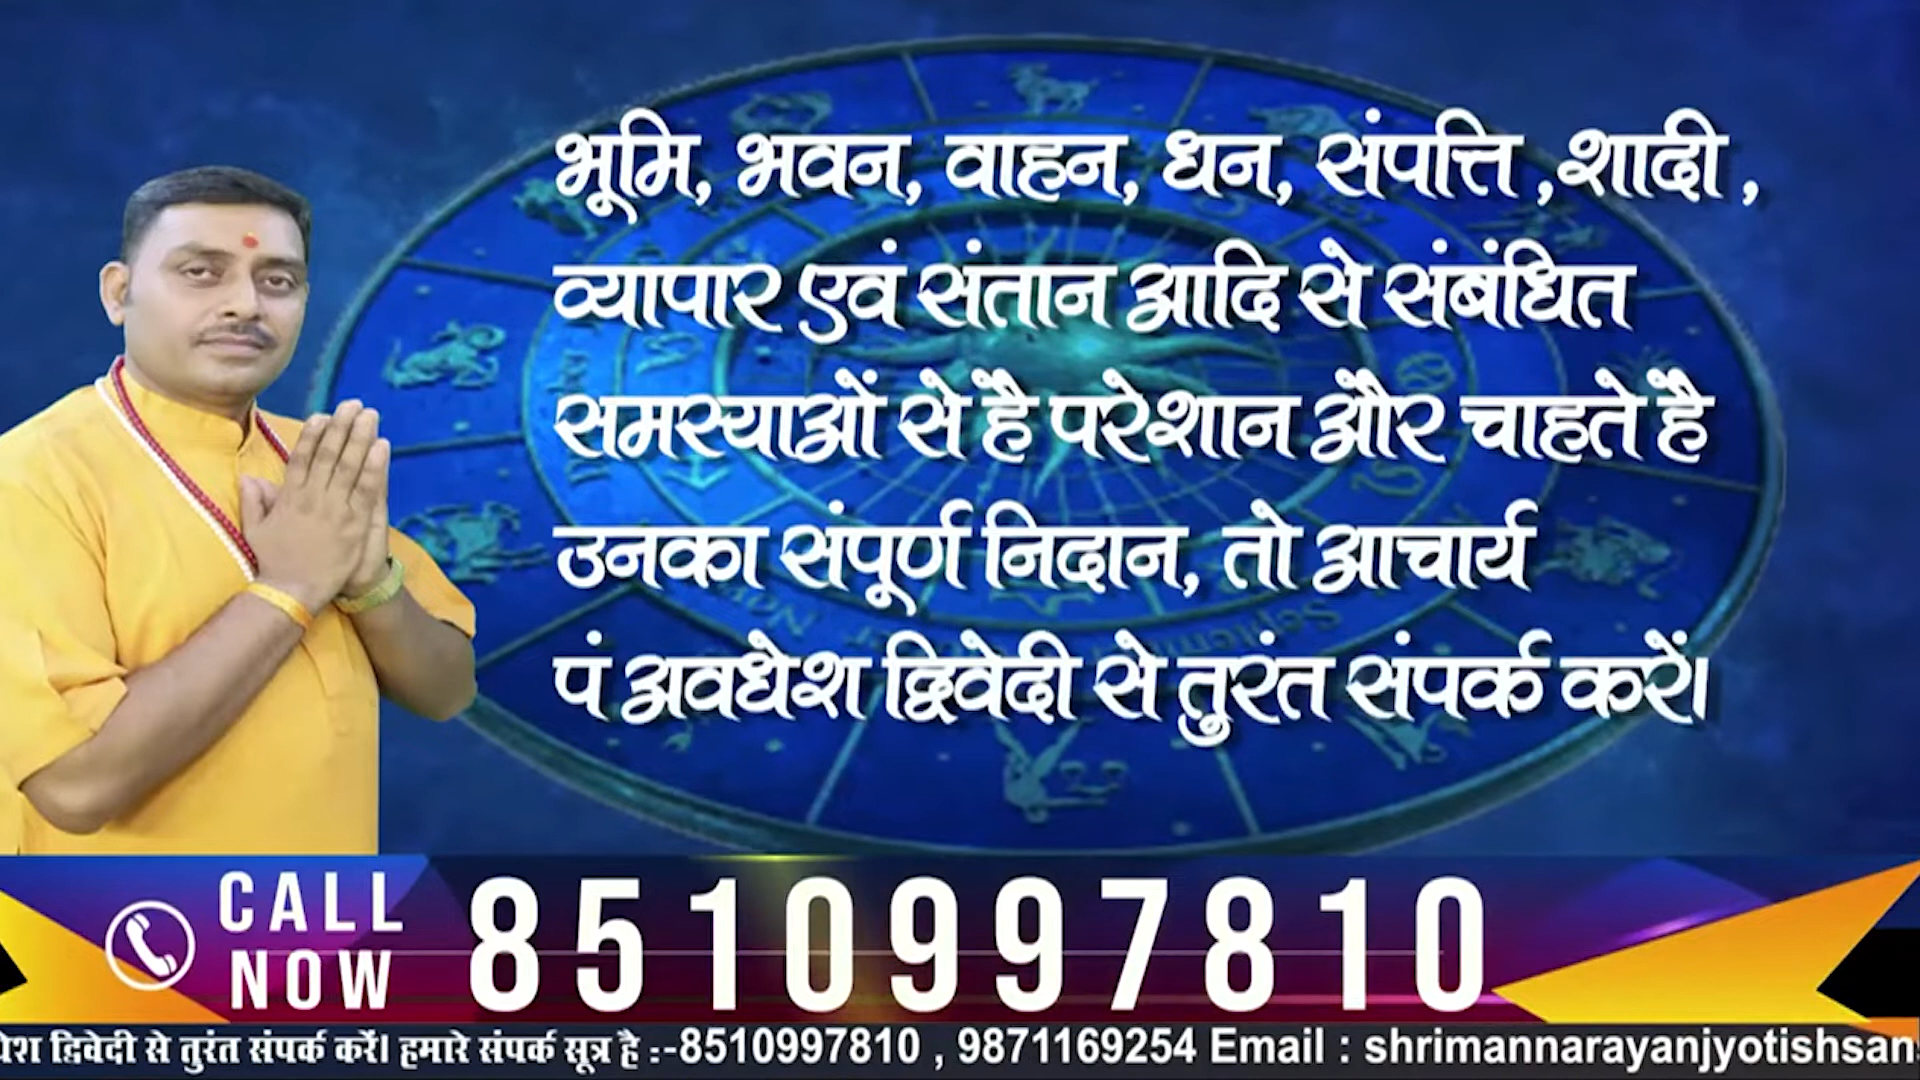 भूमि, भवन, वाहन, धन, संपत्ति ,शादी ,
व्यापार एवं संतान आदि से संबंधित
समस्याओं से है परेशान और चाहते है
उनका संपूर्ण निदान, तो आचार्य
पं अवधेश द्विवेदी से तुरंत संपर्क करें।
CALL NOW
8510997810
द्विवेदी से तुरंत संपर्क करें। हमारे संपर्क सूत्र है :-8510997810 , 9871169254 Email : shrimannarayanjyotishsan